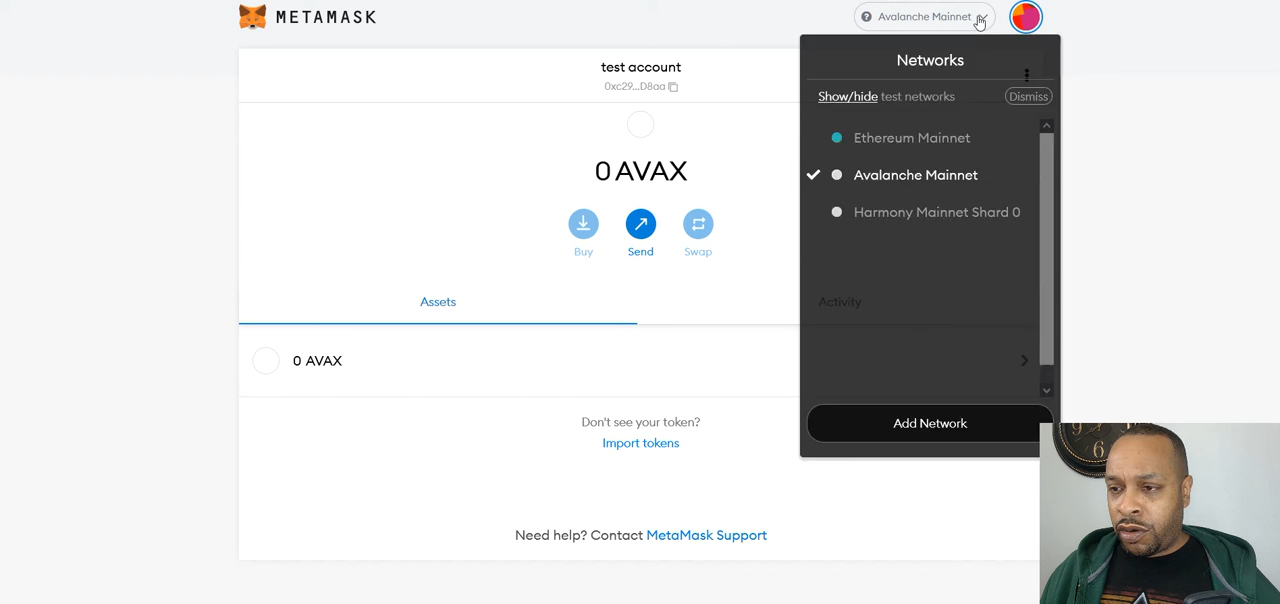 METAMASK
Avalanche Mainnet
test account
0xc29...D8aa
0 AVAX
Buy
Send
Swap
Assets
Activity
0 AVAX
Don't see your token?
Import tokens
Need help? Contact MetaMask Support
Networks
Show/hide test networks
Dismiss
Ethereum Mainnet
Avalanche Mainnet
Harmony Mainnet Shard 0
Add Network
9
6